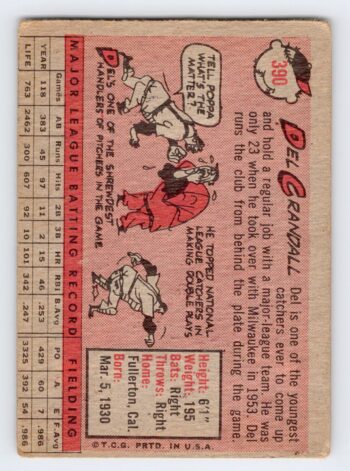 390
DEL CRANDALL Del is one of the youngest
catchers ever to come up
and hold a regular job with a major-league team. He was
only 23 when he took over with Milwaukee in 1953. Del
runs the club from behind the plate during the game.
TELL POPPA
WHAT'S THE
MATTER?
DEL'S ONE OF THE SHREWDEST
HANDLERS OF PITCHERS IN THE
GAME.
HE TOPPED NATIONAL
LEAGUE CATCHERS IN
MAKING DOUBLE PLAYS
Height: 6'1"
Weight: 195
Bats: Right
Throws: Right
Home:
Fullerton, Cal.
Born:
Mar. 5, 1930
©T.C.G. PRTD. IN U.S.A.
MAJOR LEAGUE BATTING RECORD FIELDING
Games AB Runs Hits 2B 3B HR RBI B.Avg PO A E F.Avg
YEAR 118 383 45 97 11 2 15 46 .253 429 60 7 .986
LIFE 763 2462 300 607 92 10 101 346 .247 3325 392 54 .986